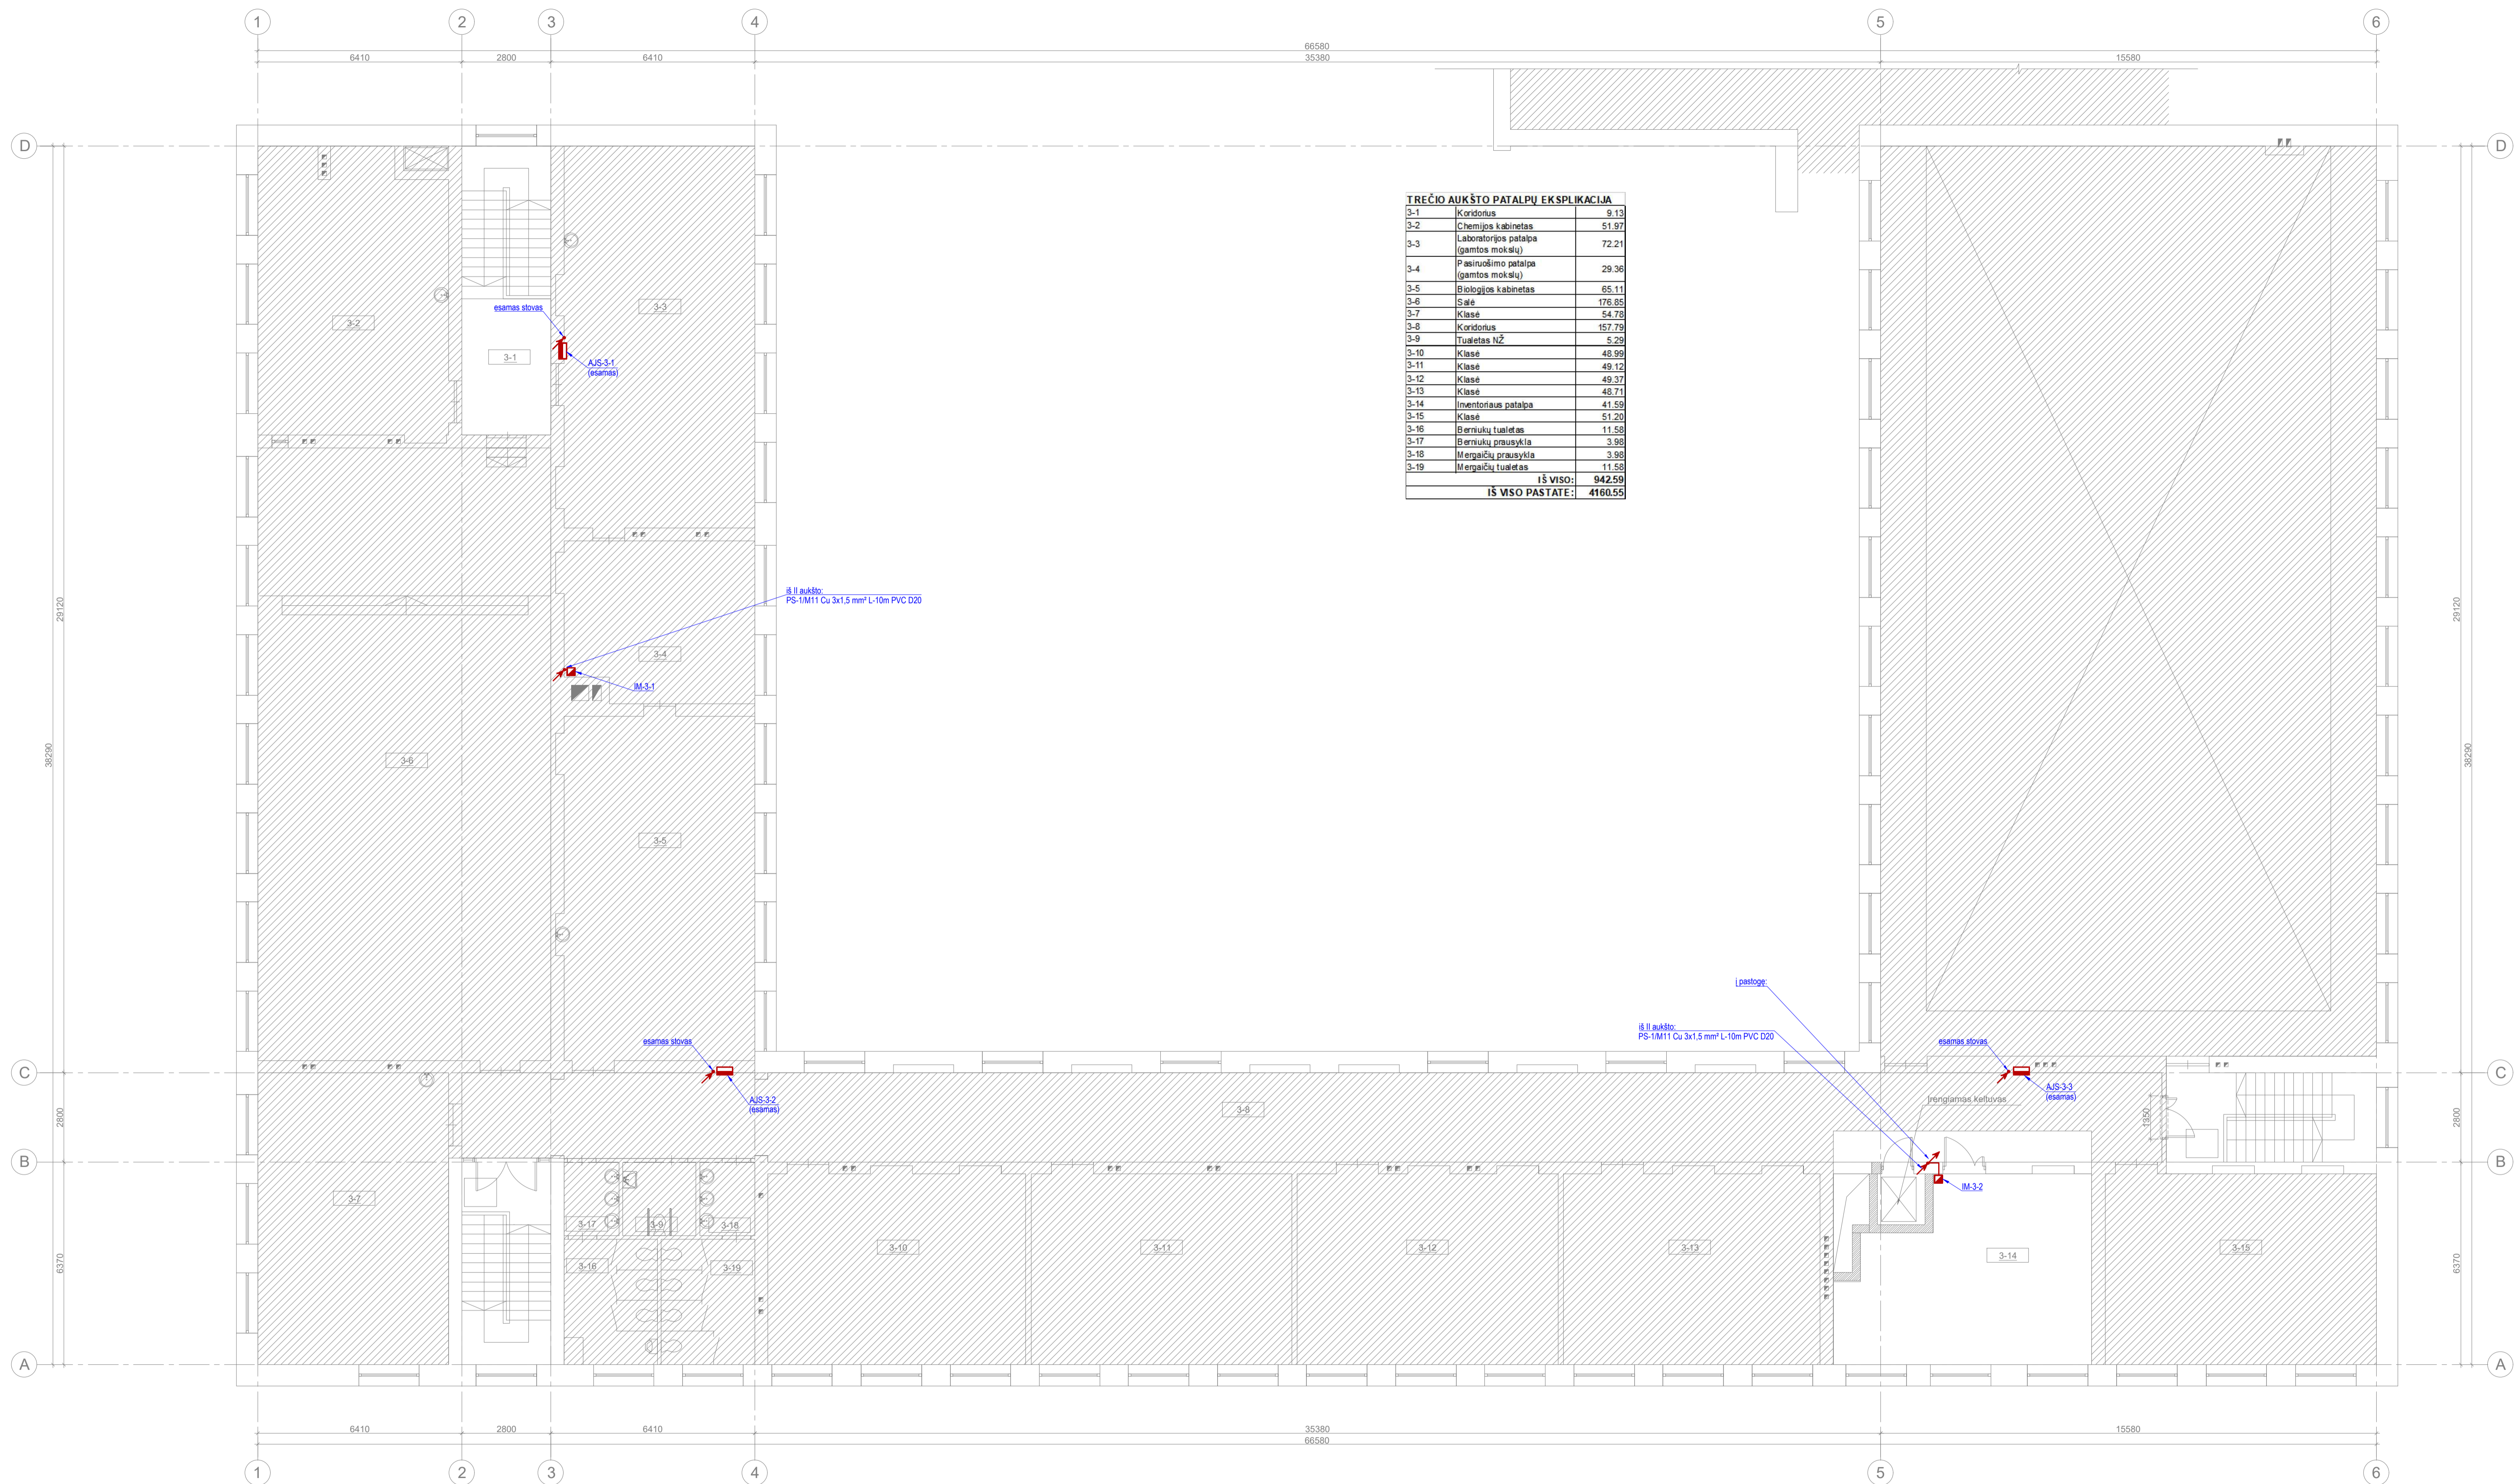 1 2 3 4 5 6
66580
6410 2800 6410 35380 15580
D D
TREČIO AUKŠTO PATALPŲ EKSPLIKACIJA
3-1 Koridorius 9.13
3-2 Chemijos kabinetas 51.97
3-3 Laboratorijos patalpa (gamtos mokslų) 72.21
3-4 Pasiruošimo patalpa (gamtos mokslų) 29.36
3-5 Biologijos kabinetas 65.11
3-6 Salė 176.85
3-7 Klasė 54.78
3-8 Koridorius 157.79
3-9 Tualetas NŽ 5.29
3-10 Klasė 48.99
3-11 Klasė 49.12
3-12 Klasė 49.37
3-13 Klasė 48.71
3-14 Inventoriaus patalpa 41.59
3-15 Klasė 51.20
3-16 Berniukų tualetas 11.58
3-17 Berniukų prausykla 3.98
3-18 Mergaičių prausykla 3.98
3-19 Mergaičių tualetas 11.58
IŠ VISO: 942.59
IŠ VISO PASTATE: 4160.55
esamas stovas
3-3
3-2
3-1
AJS-3-1
(esamas)
iš II aukšto:
PS-1/M11 Cu 3x1,5 mm² L-10m PVC D20
29120
29120
3-4
IM-3-1
38290
38290
3-6
3-5
į pastogę:
iš II aukšto:
PS-1/M11 Cu 3x1,5 mm² L-10m PVC D20
esamas stovas
esamas stovas
C C
AJS-3-2
(esamas)
AJS-3-3
(esamas)
Įrengiamas keltuvas
3-8
2800
1350
2800
B B
IM-3-2
3-7
3-17
3-9
3-18
3-10
3-11
3-12
3-13
3-14
3-15
3-16
3-19
6370
6370
A A
6410 2800 6410 35380 15580
66580
1 2 3 4 5 6